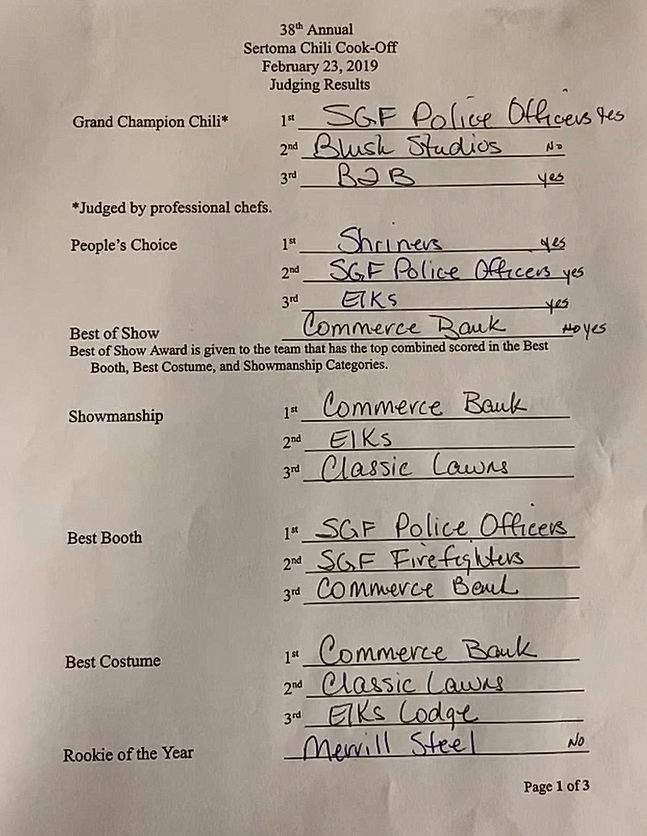 38th Annual
Sertoma Chili Cook-Off
February 23, 2019
Judging Results
Grand Champion Chili* 1st SGF Police Officers yes
2nd Blush Studios No
3rd B2B yes
*Judged by professional chefs.
People's Choice 1st Shriners yes
2nd SGF Police Officers yes
3rd Elks yes
Best of Show Commerce Bank No yes
Best of Show Award is given to the team that has the top combined scored in the Best
Booth, Best Costume, and Showmanship Categories.
Showmanship 1st Commerce Bank
2nd Elks
3rd Classic Lawns
Best Booth 1st SGF Police Officers
2nd SGF Firefighters
3rd Commerce Bank
Best Costume 1st Commerce Bank
2nd Classic Lawns
3rd Elks Lodge
Rookie of the Year Merrill Steel No
Page 1 of 3